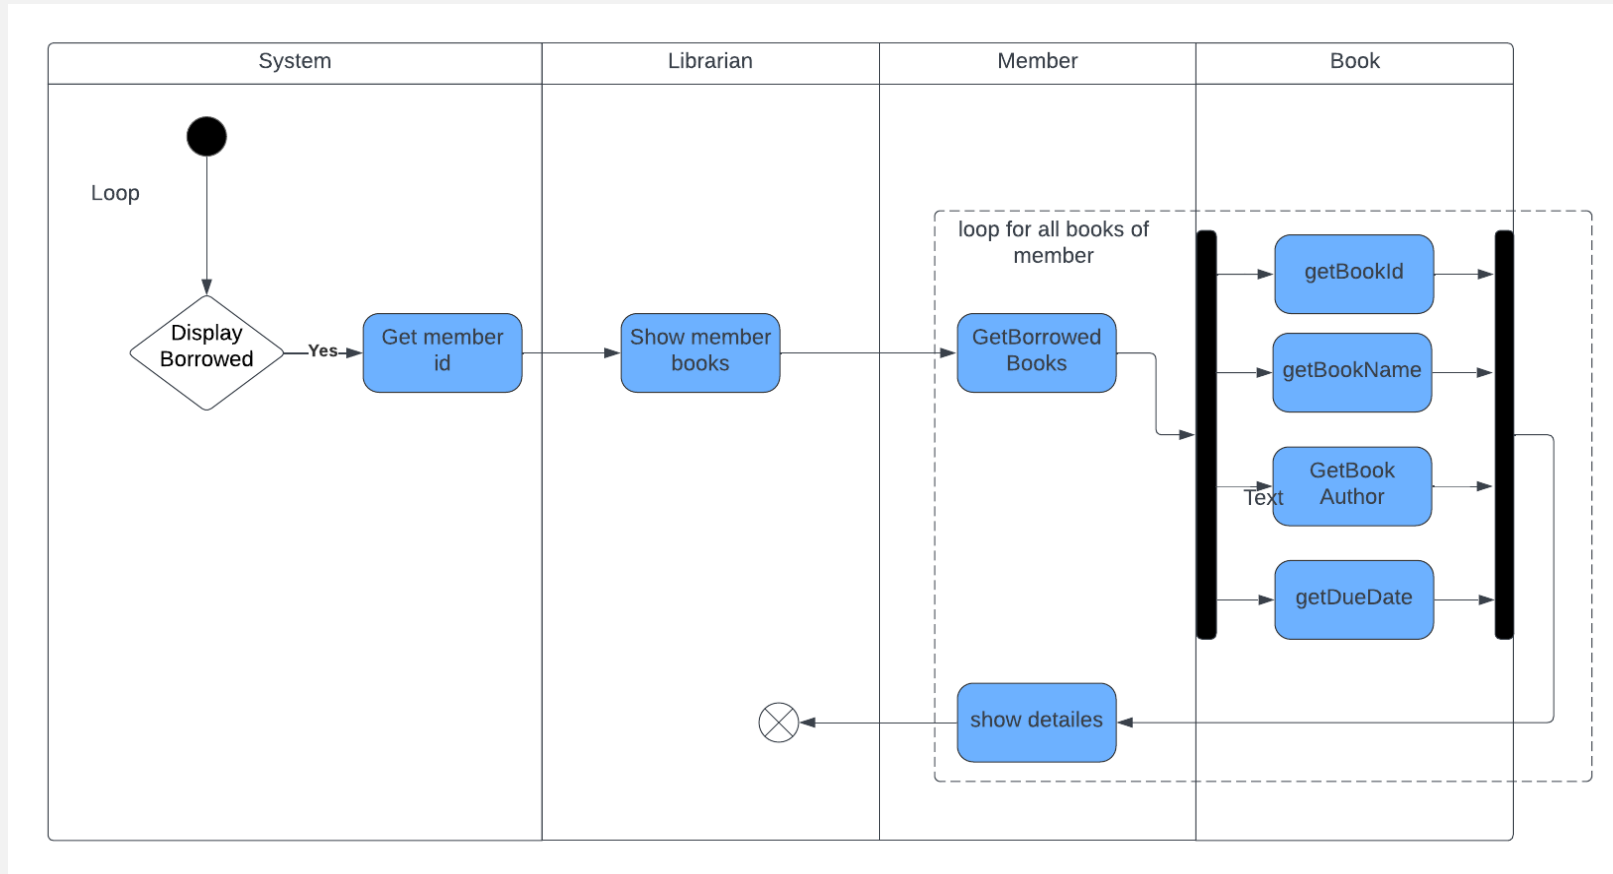 System
Librarian
Member
Book
Loop
loop for all books of
member
Display
Borrowed
Yes
Get member
id
Show member
books
GetBorrowed
Books
getBookId
getBookName
GetBook
Author
Text
getDueDate
show detailes